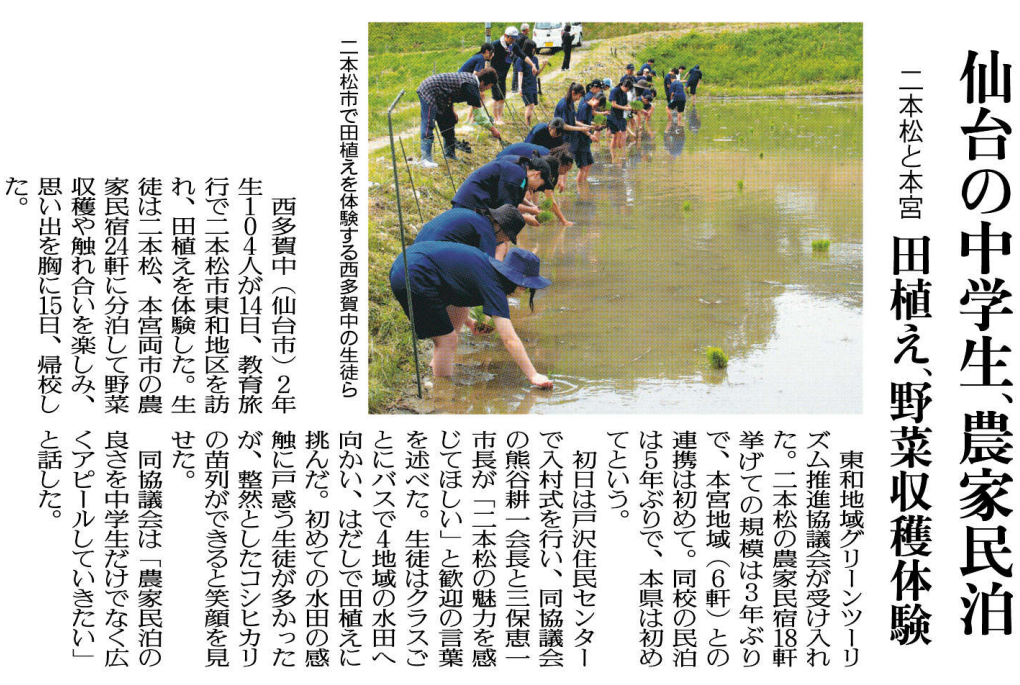 仙台の中学生、農家民泊
二本松と本宮 田植え、野菜収穫体験
二本松市で田植えを体験する西多賀中の生徒ら
西多賀中（仙台市）２年
生１０４人が14日、教育旅
行で二本松市東和地区を訪
れ、田植えを体験した。生
徒は二本松、本宮両市の農
家民宿24軒に分泊して野菜
収穫や触れ合いを楽しみ、
思い出を胸に15日、帰校し
た。
東和地域グリーンツーリ
ズム推進協議会が受け入れ
た。二本松の農家民宿18軒
挙げての規模は３年ぶり
で、本宮地域（６軒）との
連携は初めて。同校の民泊
は５年ぶりで、本県は初め
てという。
初日は戸沢住民センター
で入村式を行い、同協議会
の熊谷耕一会長と三保恵一
市長が「二本松の魅力を感
じてほしい」と歓迎の言葉
を述べた。生徒はクラスご
とにバスで４地域の水田へ
向かい、はだしで田植えに
挑んだ。初めての水田の感
触に戸惑う生徒が多かった
が、整然としたコシヒカリ
の苗列ができると笑顔を見
せた。
同協議会は「農家民泊の
良さを中学生だけでなく広
くアピールしていきたい」
と話した。